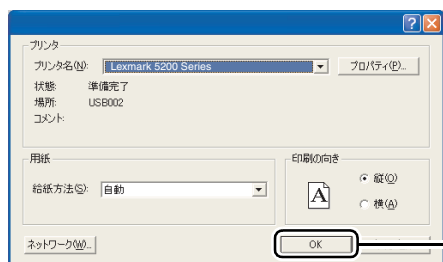 プリンタ
プリンタ名(N): Lexmark 5200 Series プロパティ(P)...
状態: 準備完了
場所: USB002
コメント:
用紙
給紙方法(S): 自動
印刷の向き
A
縦(O)
横(A)
ネットワーク(W)...
OK